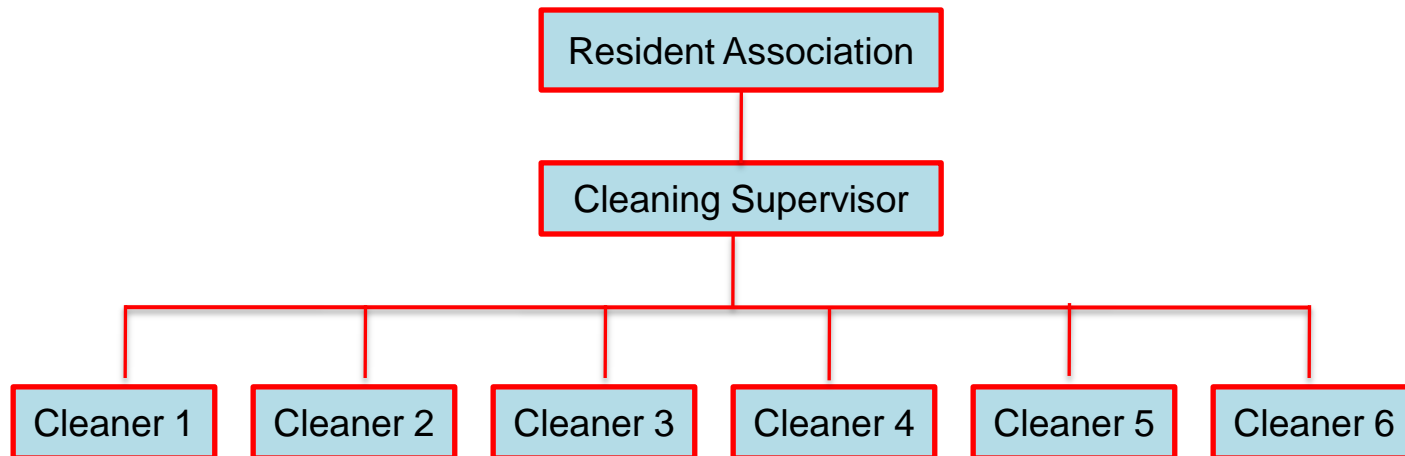 Resident Association
Cleaning Supervisor
Cleaner 1
Cleaner 2
Cleaner 3
Cleaner 4
Cleaner 5
Cleaner 6